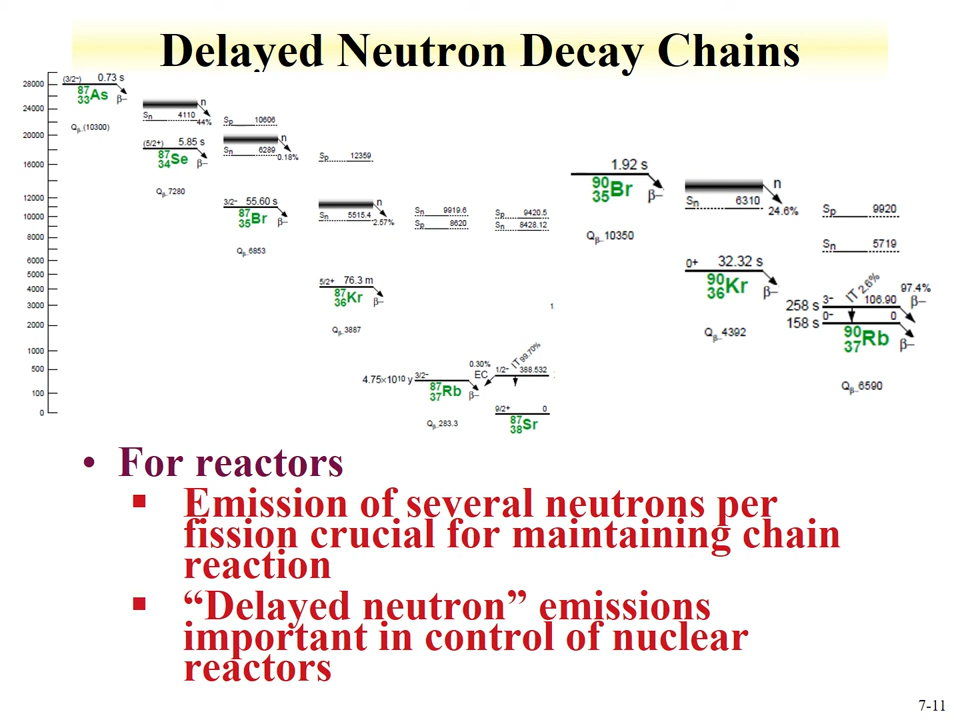 Delayed Neutron Decay Chains
28000
24000
20000
16000
12000
10000
8000
6000
5000
4000
3000
2000
1000
500
100
0
(3/2-) 0.73 s
87
33 As β−
Qβ-(10300)
n
Sn 4110 44%
(5/2+) 5.85 s
87
34 Se β−
Qβ-7280
Sp 10606
n
Sn 6289 0.18%
3/2- 55.60 s
87
35 Br β−
Qβ-6853
Sp 12359
n
Sn 5515.4 2.57%
5/2+ 76.3 m
87
36 Kr β−
Qβ-3887
Sn 9919.6
Sp 8620
4.75×10¹⁰ y 3/2-
87
37 Rb β−
Qβ-283.3
Sp 9420.5
Sn 8428.12
1
0.30%
EC
IT 99.70%
1/2- 388.532
9/2+ 0
87
38 Sr
1.92 s
90
35 Br β−
Qβ-10350
n
Sn 6310 24.6%
0+ 32.32 s
90
36 Kr β−
Qβ-4392
Sp 9920
Sn 5719
IT 2.6%
97.4%
258 s 3- 106.90 β−
158 s 0- 0
90
37 Rb β−
Qβ-6590
• For reactors
▪ Emission of several neutrons per
fission crucial for maintaining chain
reaction
▪ “Delayed neutron” emissions
important in control of nuclear
reactors
7-11